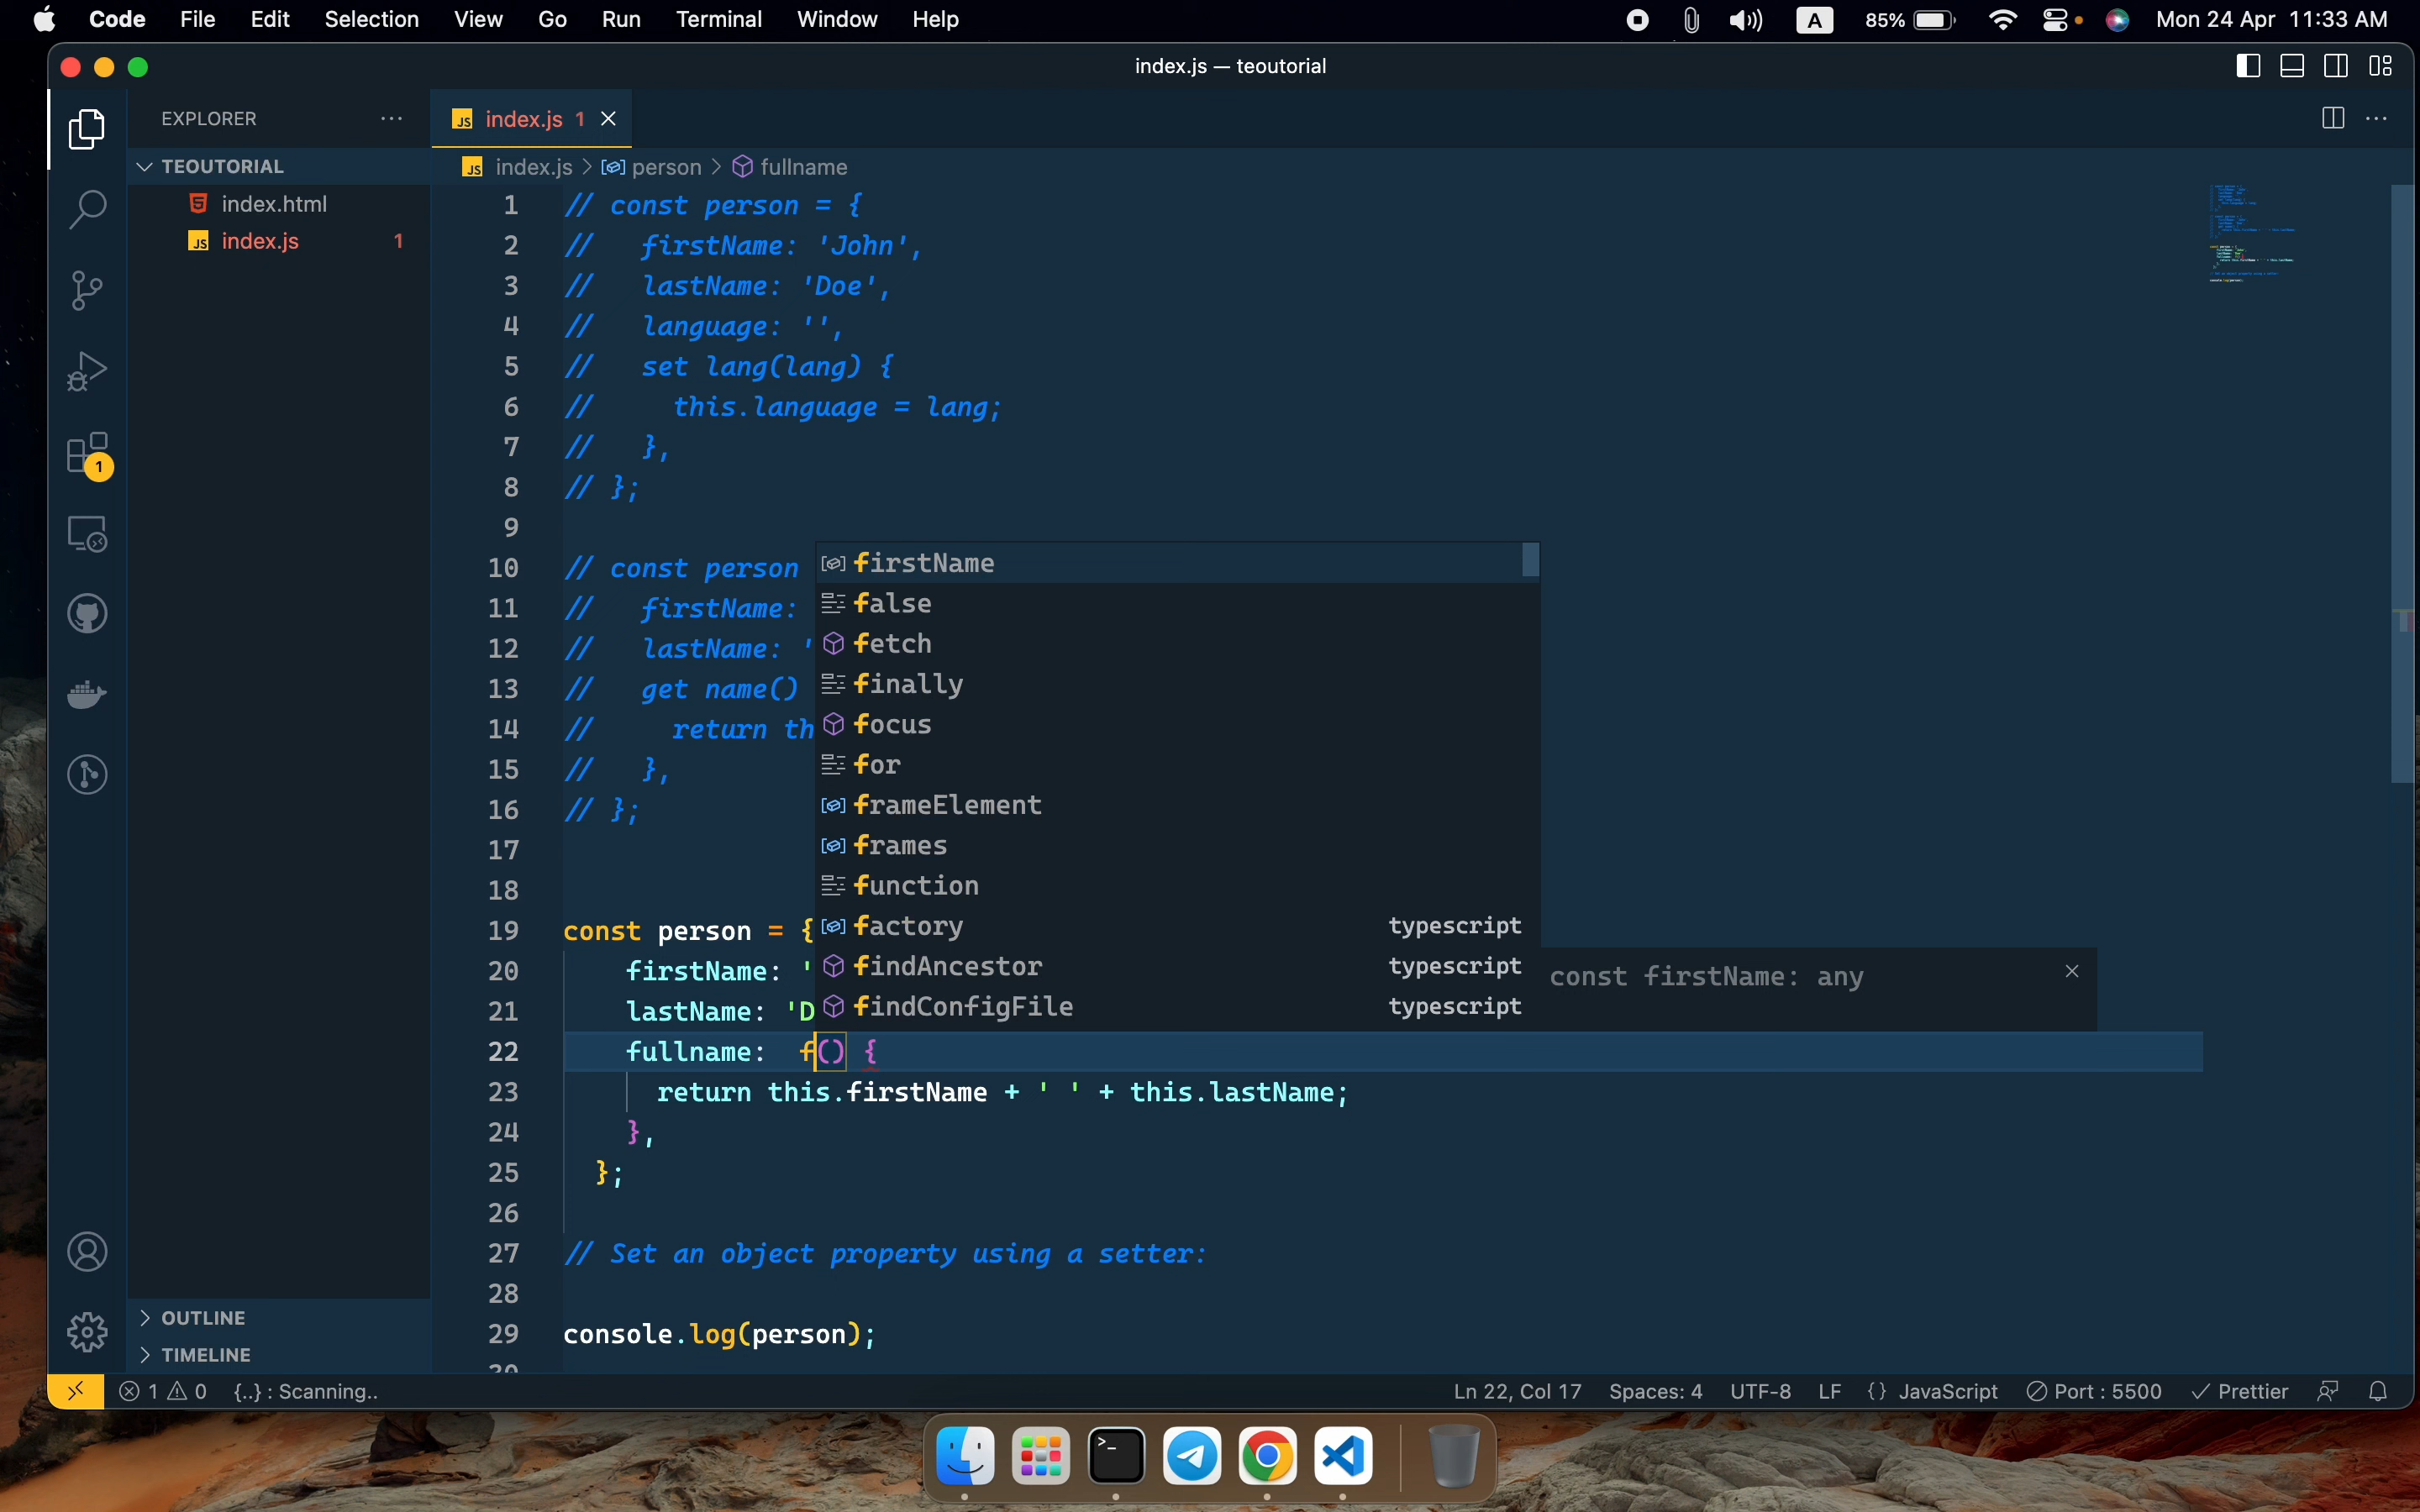 Code File Edit Selection View Go Run Terminal Window Help A 85% Mon 24 Apr 11:33 AM
index.js — teoutorial
EXPLORER
index.js 1
TEOUTORIAL
index.js > person > fullname
index.html
index.js 1
1 // const person = {
2 // firstName: 'John',
3 // lastName: 'Doe',
4 // language: '',
5 // set lang(lang) {
6 // this.language = lang;
7 // },
8 // };
9
10 // const person
11 // firstName:
12 // lastName: '
13 // get name()
14 // return th
15 // },
16 // };
17
18
19 const person = {
20 firstName: '
21 lastName: 'D
22 fullname: f() {
23 return this.firstName + ' ' + this.lastName;
24 },
25 };
26
27 // Set an object property using a setter:
28
29 console.log(person);
30
firstName
false
fetch
finally
focus
for
frameElement
frames
function
factory typescript
findAncestor typescript
findConfigFile typescript
const firstName: any
OUTLINE
TIMELINE
1 0 {..} : Scanning.. Ln 22, Col 17 Spaces: 4 UTF-8 LF {} JavaScript Port : 5500 Prettier